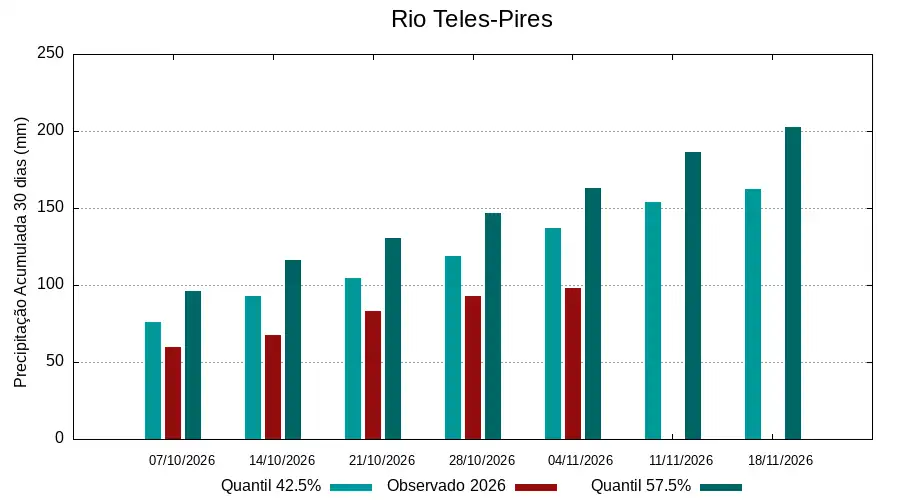 Rio Teles-Pires
Precipitação Acumulada 30 dias (mm)
250
200
150
100
50
0
07/10/2026 14/10/2026 21/10/2026 28/10/2026 04/11/2026 11/11/2026 18/11/2026
Quantil 42.5% Observado 2026 Quantil 57.5%